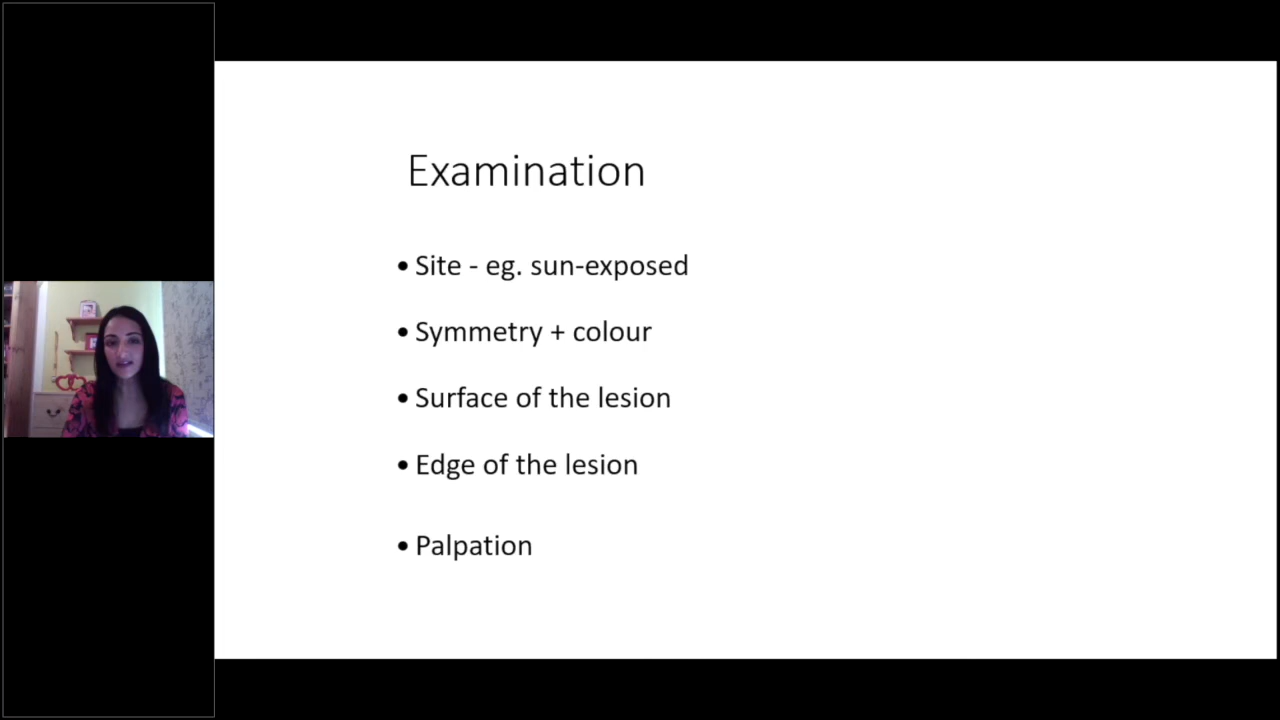 Examination
• Site - eg. sun-exposed
• Symmetry + colour
• Surface of the lesion
• Edge of the lesion
• Palpation